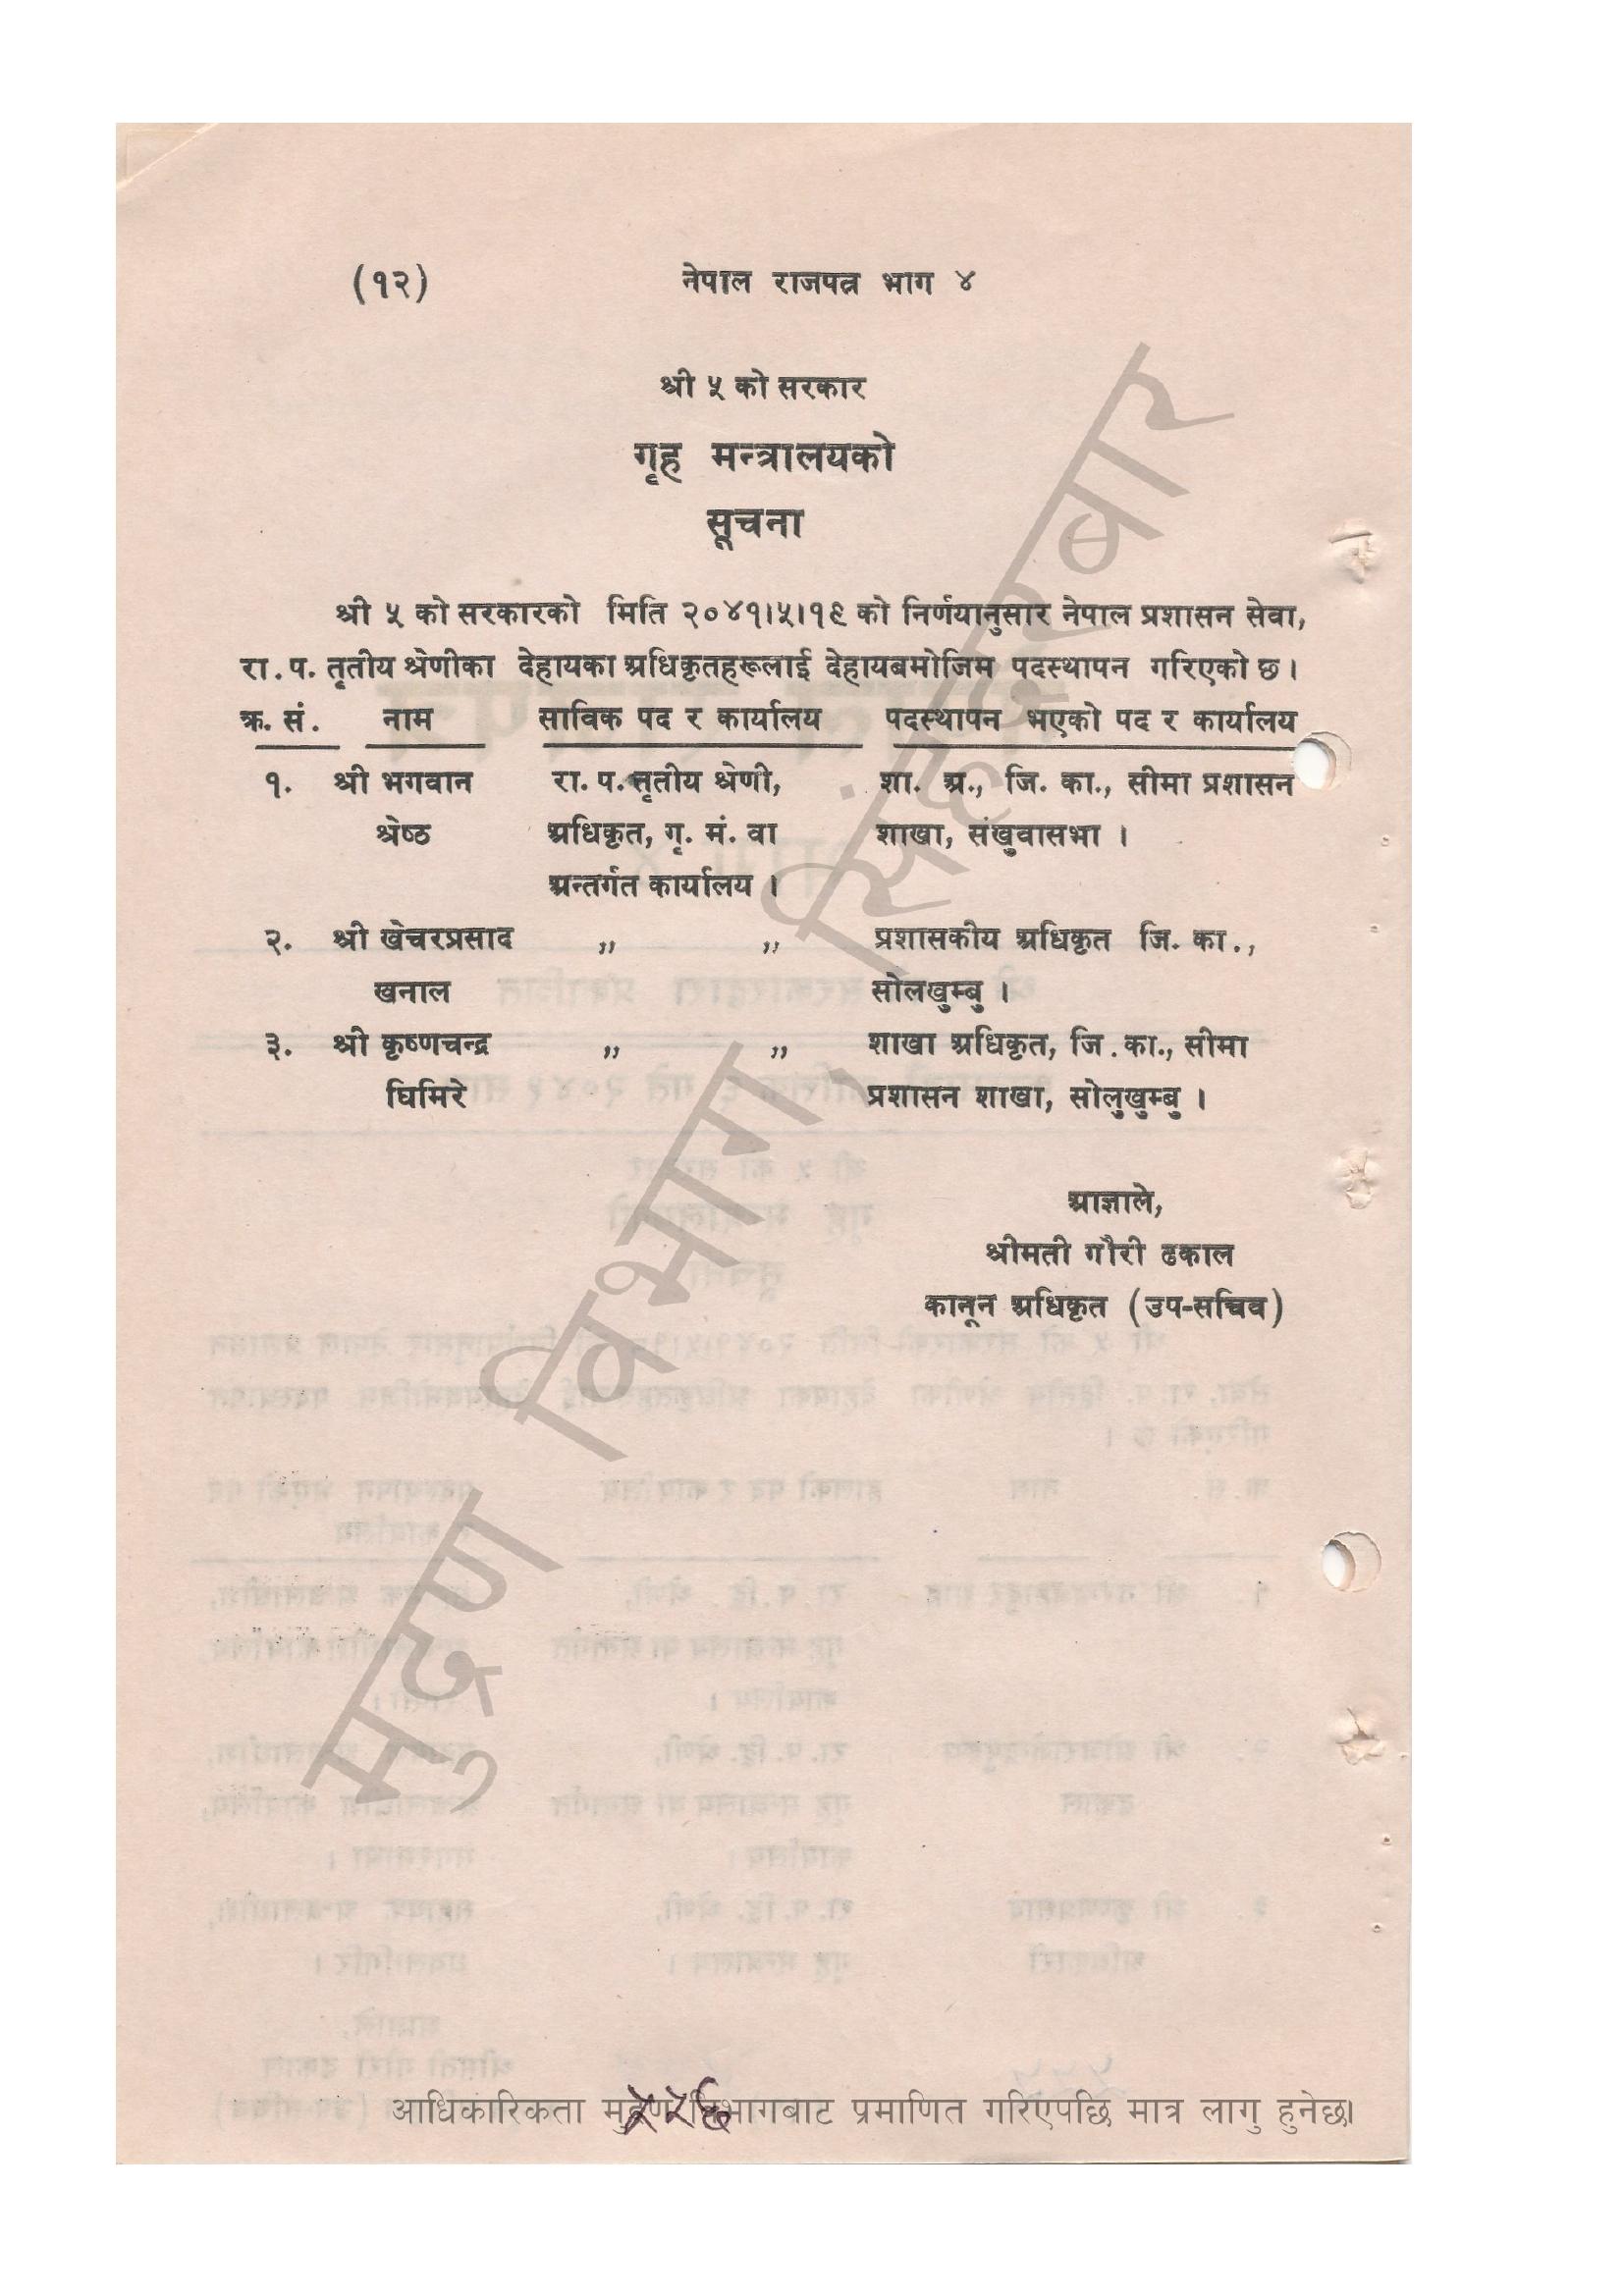 (१२) नेपाल राजपत्र भाग ४
श्री ५ को सरकार
गृह मन्त्रालयको
सूचना
श्री ५ को सरकारको मिति २०४१।५।१९ को निर्णयानुसार नेपाल प्रशासन सेवा,
रा. प. तृतीय श्रेणीका देहायका अधिकृतहरूलाई देहायबमोजिम पदस्थापन गरिएको छ।
क्र. सं. नाम साविक पद र कार्यालय पदस्थापन भएको पद र कार्यालय
१. श्री भगवान रा. प. तृतीय श्रेणी, शा. अ., जि. का., सीमा प्रशासन
श्रेष्ठ अधिकृत, गृ. मं. वा शाखा, संखुवासभा ।
अन्तर्गत कार्यालय ।
२. श्री खेचरप्रसाद ,, ,, प्रशासकीय अधिकृत जि. का.,
खनाल सोलखुम्बु ।
३. श्री कृष्णचन्द्र ,, ,, शाखा अधिकृत, जि. का., सीमा
घिमिरे प्रशासन शाखा, सोलुखुम्बु ।
आज्ञाले,
श्रीमती गौरी ढकाल
कानून अधिकृत (उप-सचिव)
मुद्रण विभाग, सिंहदरबार
आधिकारिकता मुद्रण विभागबाट प्रमाणित गरिएपछि मात्र लागु हुनेछ।